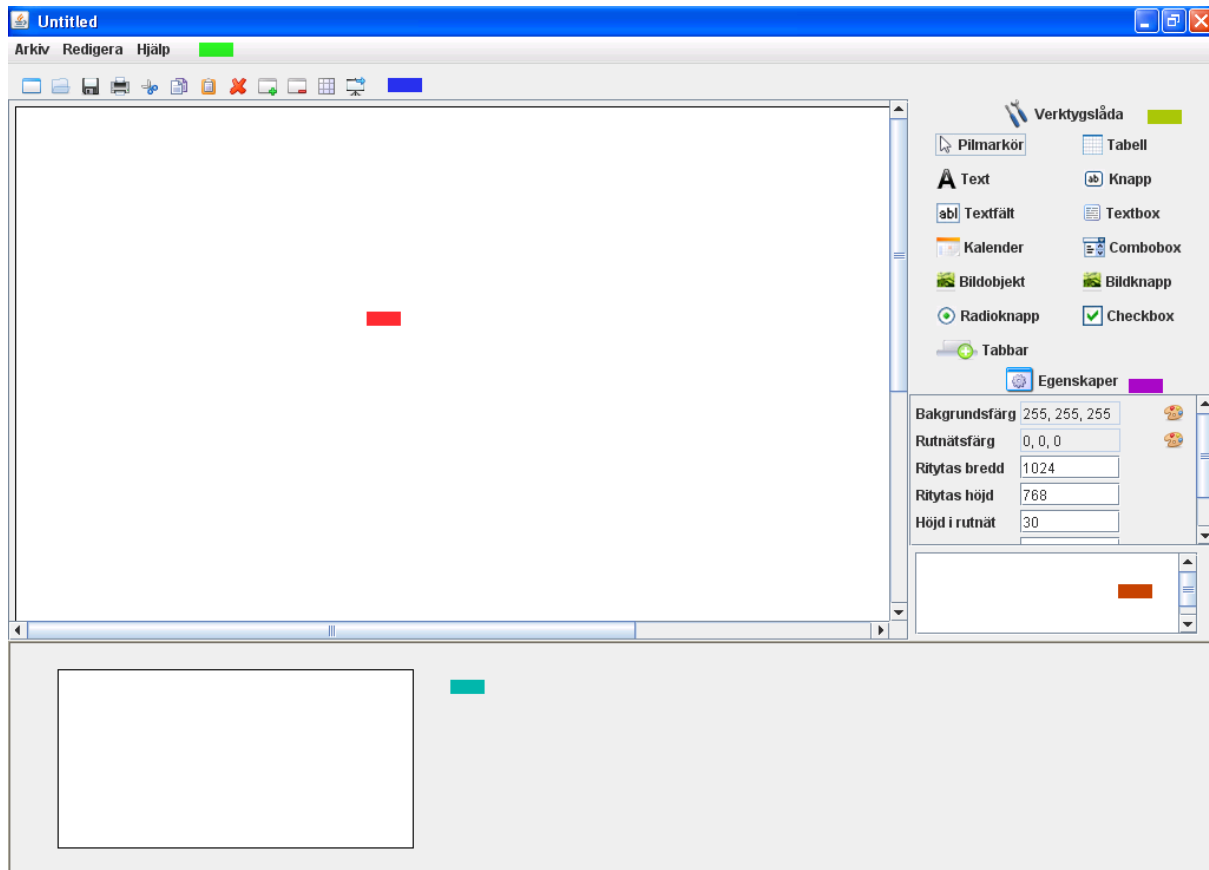 Untitled
Arkiv Redigera Hjälp
Verktygslåda
Pilmarkör Tabell
Text Knapp
Textfält Textbox
Kalender Combobox
Bildobjekt Bildknapp
Radioknapp Checkbox
Tabbar
Egenskaper
Bakgrundsfärg 255, 255, 255
Rutnätsfärg 0, 0, 0
Ritytas bredd 1024
Ritytas höjd 768
Höjd i rutnät 30